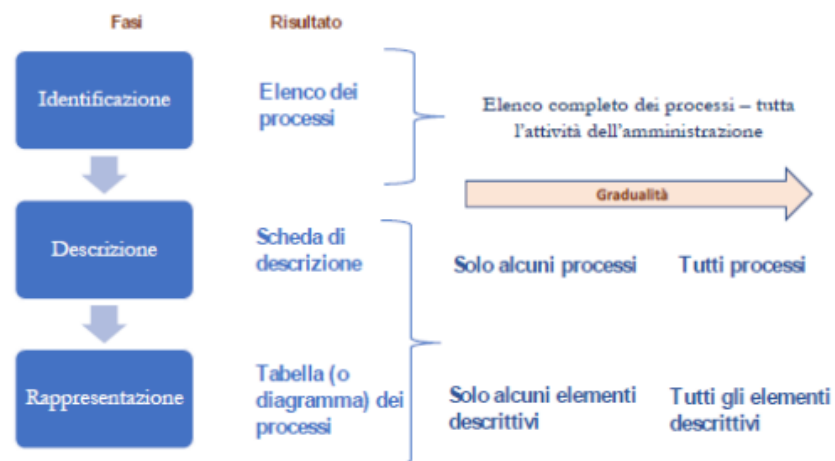 Fasi
Risultato
Identificazione
Elenco dei
processi
Elenco completo dei processi – tutta
l'attività dell'amministrazione
Gradualità
Descrizione
Scheda di
descrizione
Solo alcuni processi
Tutti processi
Rappresentazione
Tabella (o
diagramma) dei
processi
Solo alcuni elementi
descrittivi
Tutti gli elementi
descrittivi